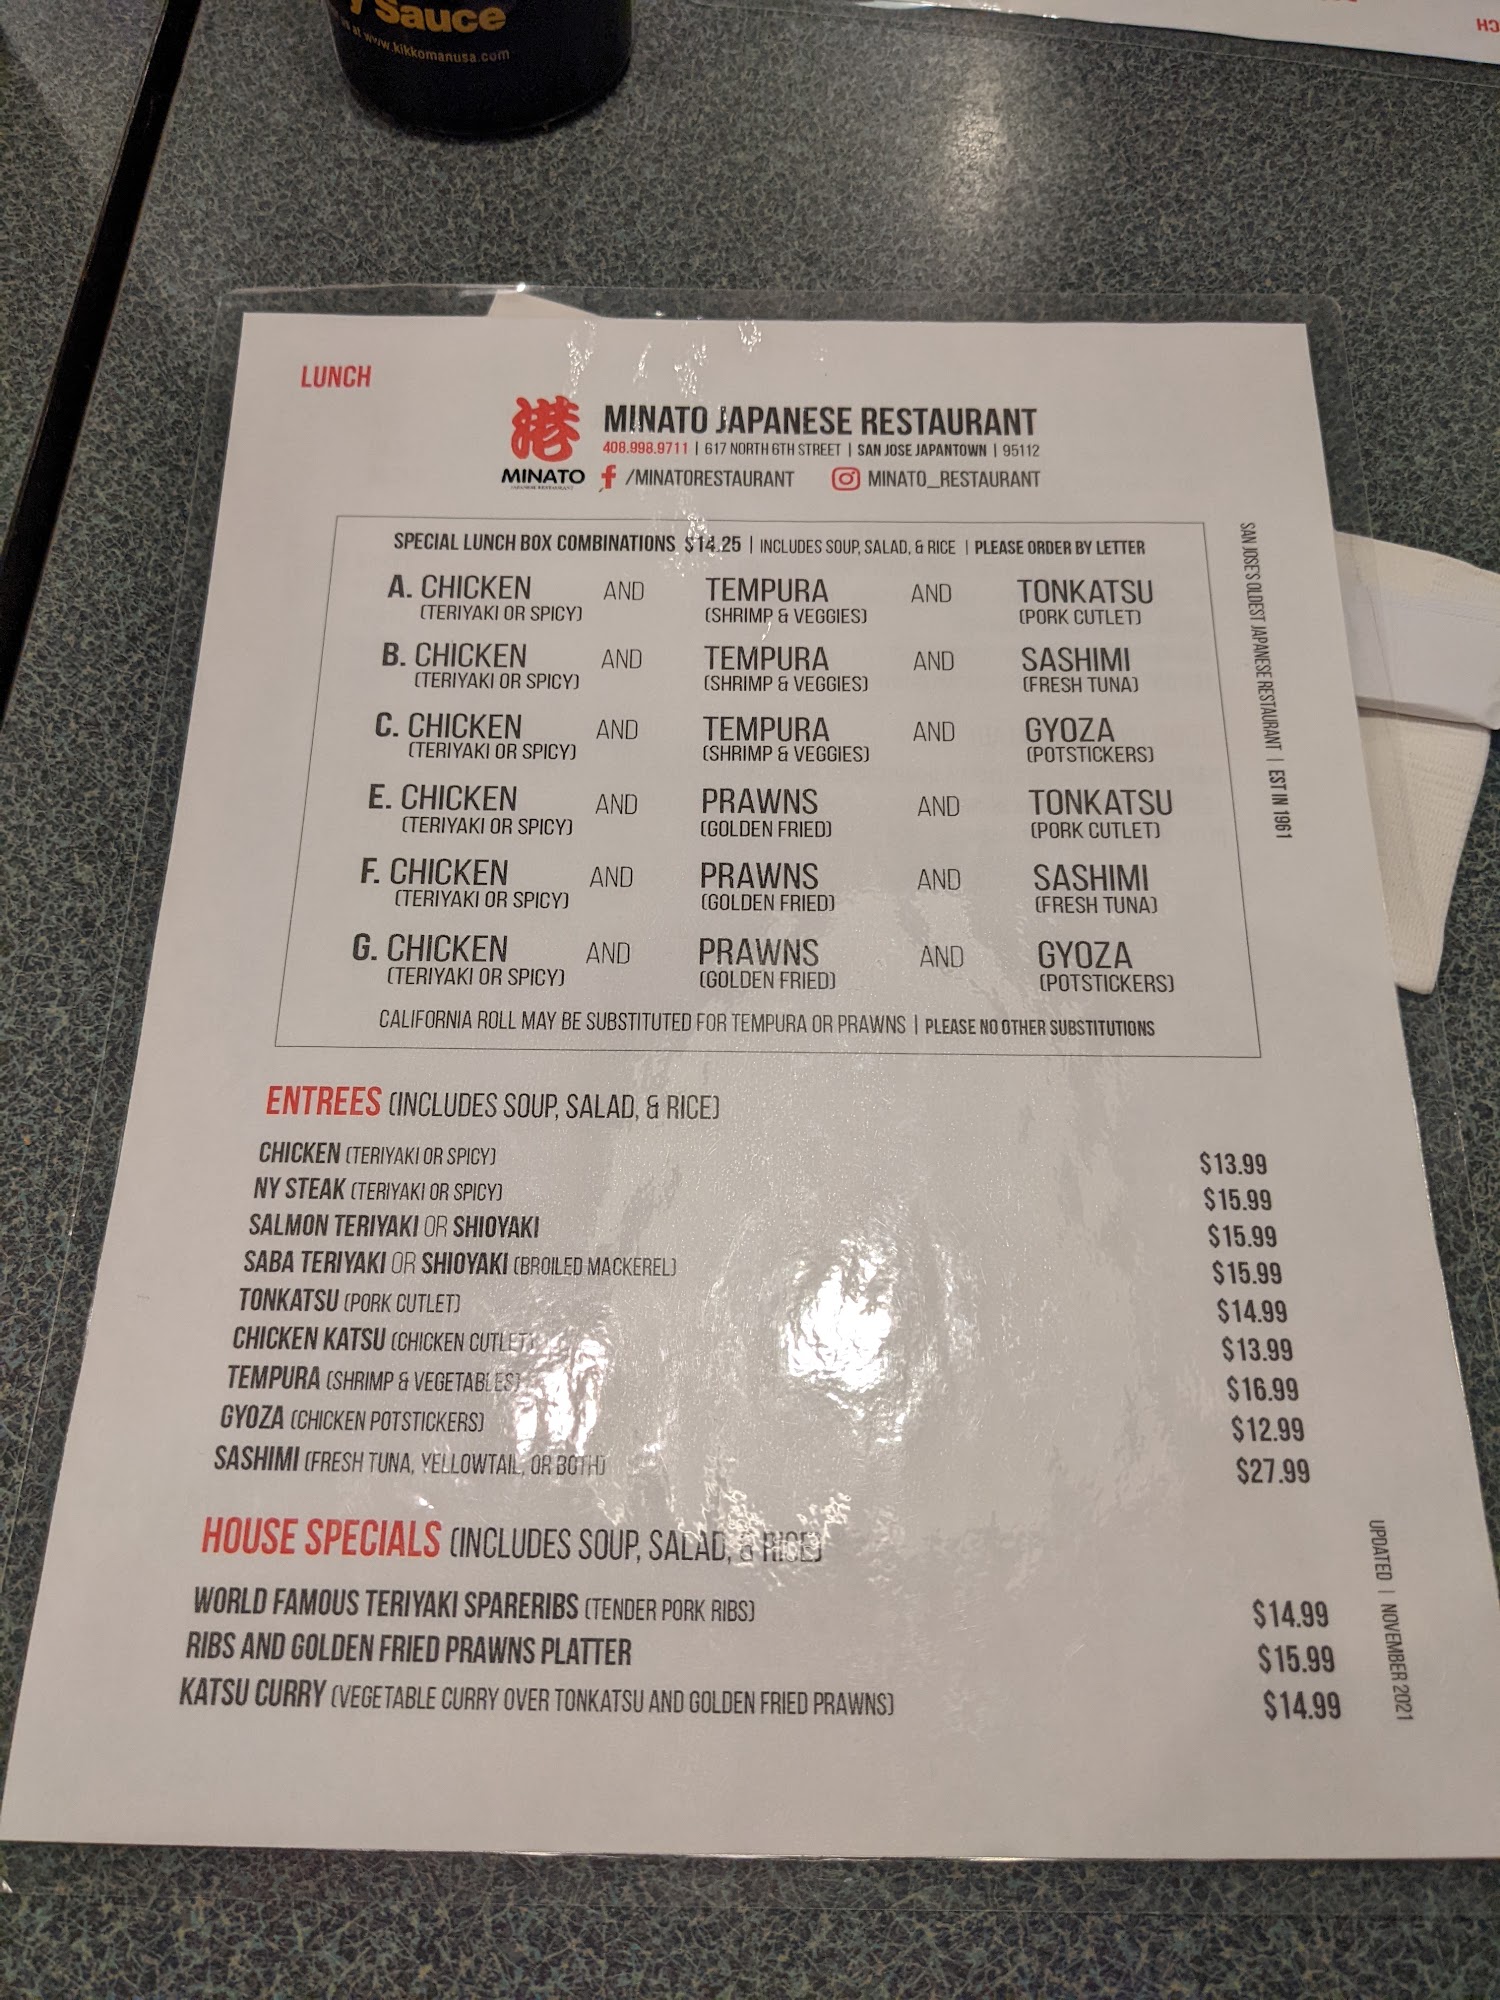 y Sauce
at www.kikkomanusa.com
CH
LUNCH
港
MINATO
JAPANESE RESTAURANT
MINATO JAPANESE RESTAURANT
408.998.9711 | 617 NORTH 6TH STREET | SAN JOSE JAPANTOWN | 95112
/MINATORESTAURANT MINATO_RESTAURANT
SPECIAL LUNCH BOX COMBINATIONS $14.25 | INCLUDES SOUP, SALAD, & RICE | PLEASE ORDER BY LETTER
A. CHICKEN AND TEMPURA AND TONKATSU
(TERIYAKI OR SPICY) (SHRIMP & VEGGIES) (PORK CUTLET)
B. CHICKEN AND TEMPURA AND SASHIMI
(TERIYAKI OR SPICY) (SHRIMP & VEGGIES) (FRESH TUNA)
C. CHICKEN AND TEMPURA AND GYOZA
(TERIYAKI OR SPICY) (SHRIMP & VEGGIES) (POTSTICKERS)
E. CHICKEN AND PRAWNS AND TONKATSU
(TERIYAKI OR SPICY) (GOLDEN FRIED) (PORK CUTLET)
F. CHICKEN AND PRAWNS AND SASHIMI
(TERIYAKI OR SPICY) (GOLDEN FRIED) (FRESH TUNA)
G. CHICKEN AND PRAWNS AND GYOZA
(TERIYAKI OR SPICY) (GOLDEN FRIED) (POTSTICKERS)
CALIFORNIA ROLL MAY BE SUBSTITUTED FOR TEMPURA OR PRAWNS | PLEASE NO OTHER SUBSTITUTIONS
SAN JOSE'S OLDEST JAPANESE RESTAURANT | EST IN 1961
ENTREES (INCLUDES SOUP, SALAD, & RICE)
CHICKEN (TERIYAKI OR SPICY) $13.99
NY STEAK (TERIYAKI OR SPICY) $15.99
SALMON TERIYAKI OR SHIOYAKI $15.99
SABA TERIYAKI OR SHIOYAKI (BROILED MACKEREL) $15.99
TONKATSU (PORK CUTLET) $14.99
CHICKEN KATSU (CHICKEN CUTLET) $13.99
TEMPURA (SHRIMP & VEGETABLES) $16.99
GYOZA (CHICKEN POTSTICKERS) $12.99
SASHIMI (FRESH TUNA, YELLOWTAIL, OR BOTH) $27.99
HOUSE SPECIALS (INCLUDES SOUP, SALAD, & RICE)
WORLD FAMOUS TERIYAKI SPARERIBS (TENDER PORK RIBS) $14.99
RIBS AND GOLDEN FRIED PRAWNS PLATTER $15.99
KATSU CURRY (VEGETABLE CURRY OVER TONKATSU AND GOLDEN FRIED PRAWNS) $14.99
UPDATED | NOVEMBER 2021